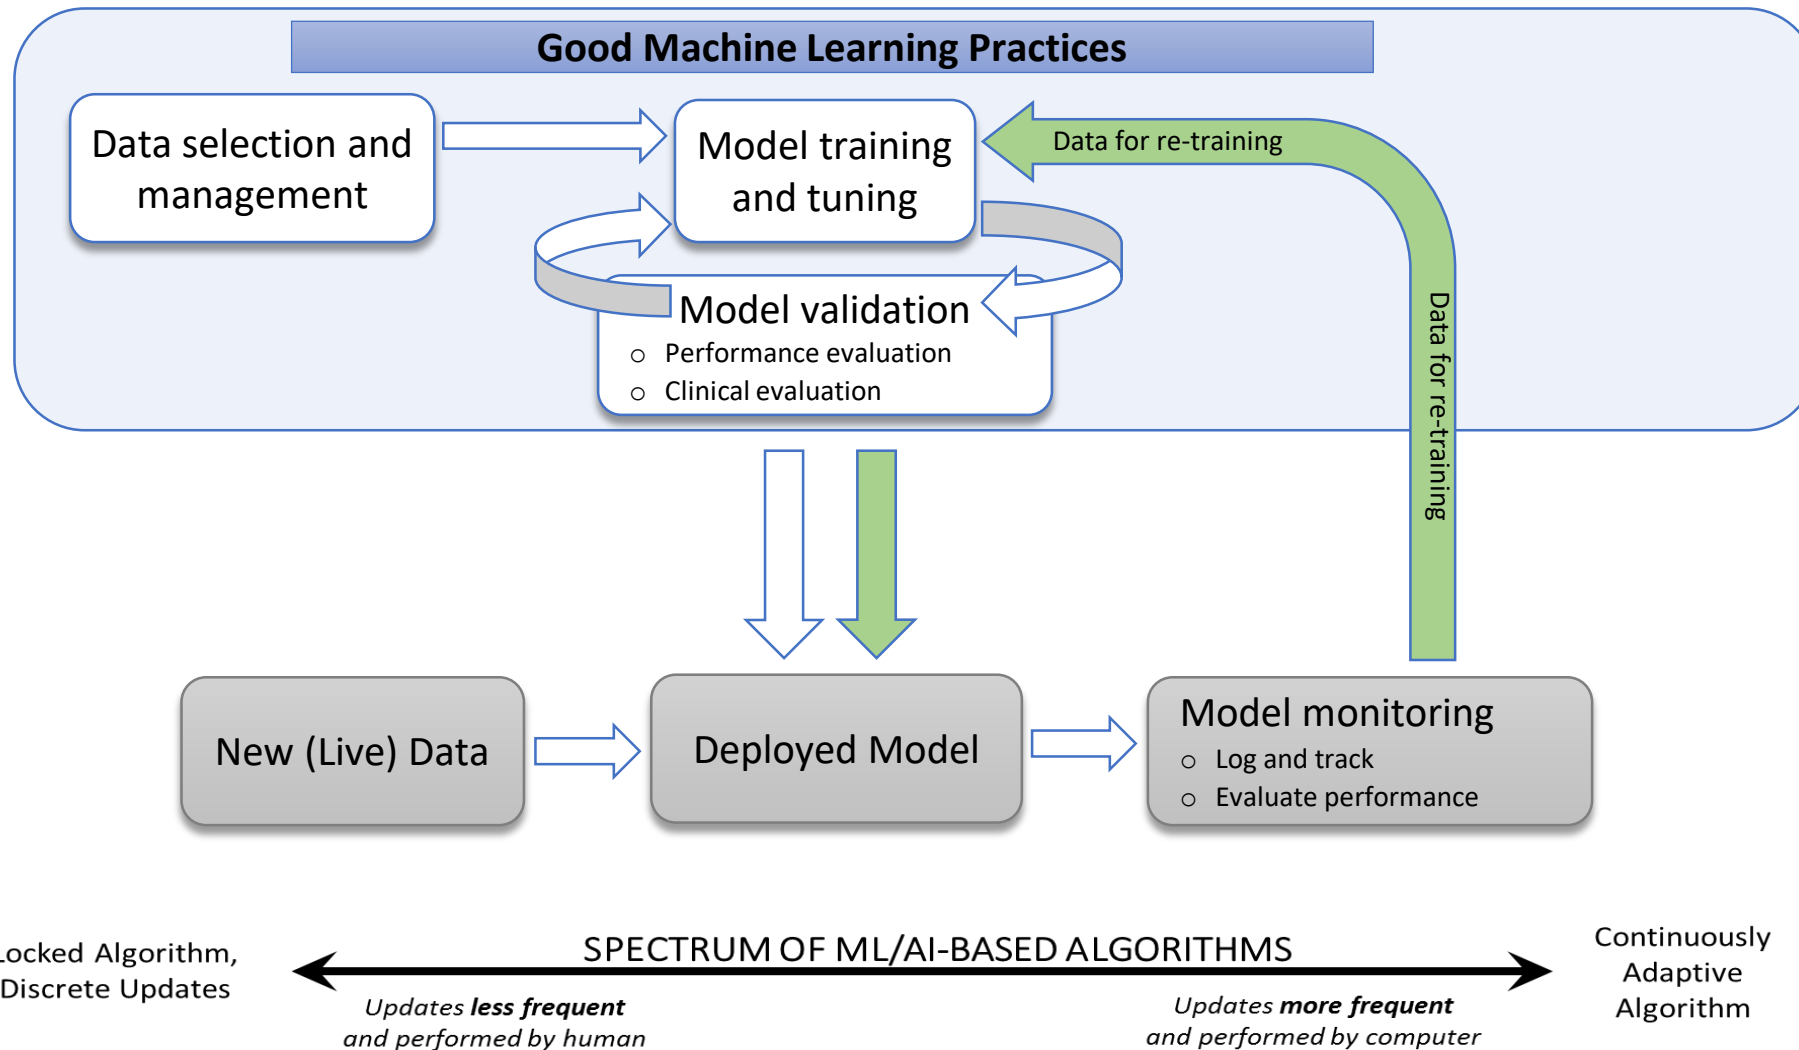 Good Machine Learning Practices
Data selection and
management
Model training
and tuning
Data for re-training
Model validation
o Performance evaluation
o Clinical evaluation
Data for re-training
New (Live) Data
Deployed Model
Model monitoring
o Log and track
o Evaluate performance
SPECTRUM OF ML/AI-BASED ALGORITHMS
Locked Algorithm,
Discrete Updates
Updates less frequent
and performed by human
Updates more frequent
and performed by computer
Continuously
Adaptive
Algorithm